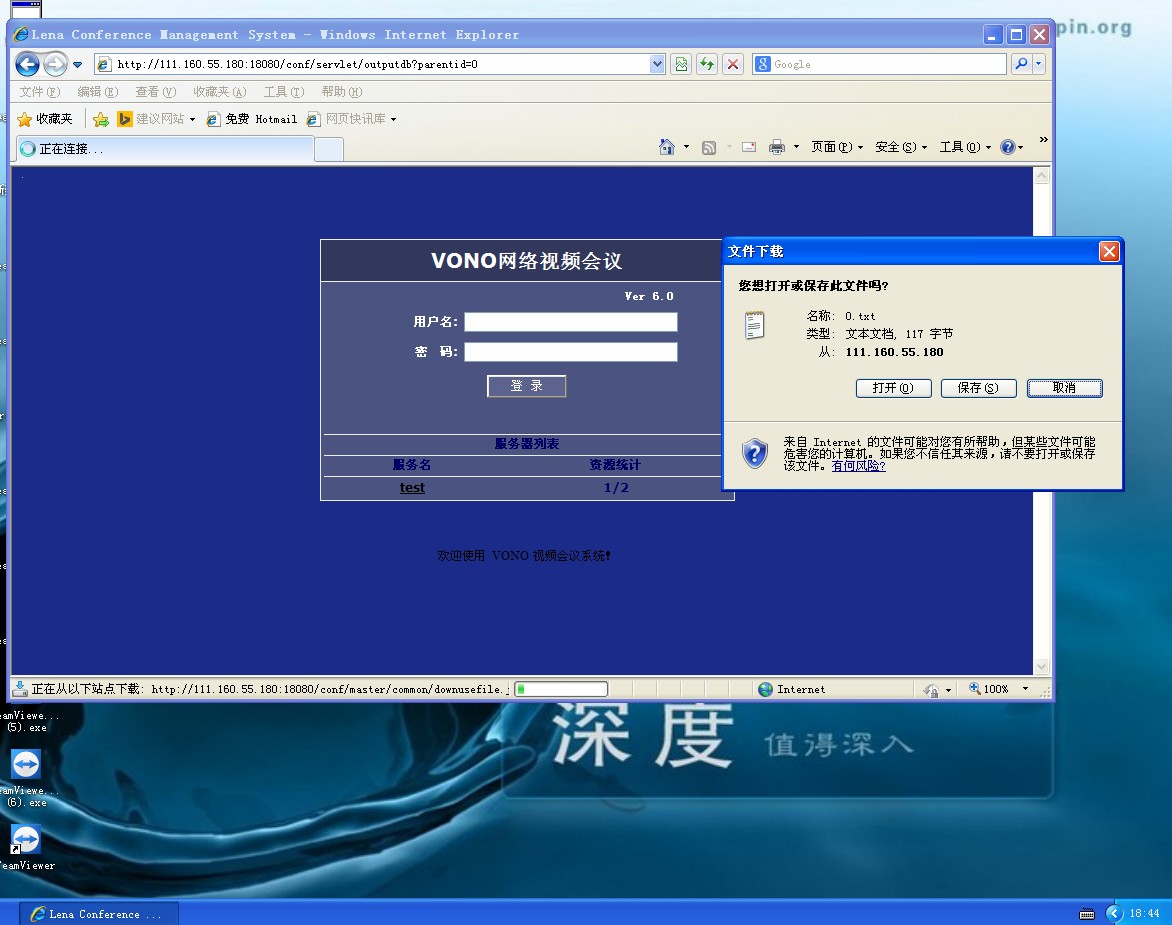 pin.org
Lena Conference Management System - Windows Internet Explorer
http://111.160.55.180:18080/conf/servlet/outputdb?parentid=0
Google
文件(F) 编辑(E) 查看(V) 收藏夹(A) 工具(T) 帮助(H)
收藏夹 建议网站 免费 Hotmail 网页快讯库
正在连接...
页面(P) 安全(S) 工具(O) »
VONO网络视频会议
Ver 6.0
用户名:
密 码:
登 录
服务器列表
服务名 资源统计
test 1/2
欢迎使用 VONO 视频会议系统!
文件下载
您想打开或保存此文件吗?
名称: 0.txt
类型: 文本文档, 117 字节
从: 111.160.55.180
打开(O) 保存(S) 取消
来自 Internet 的文件可能对您有所帮助,但某些文件可能
危害您的计算机。如果您不信任其来源,请不要打开或保存
该文件。有何风险?
正在从以下站点下载: http://111.160.55.180:18080/conf/master/common/downusefile.j
Internet
100%
eamViewe...
(5).exe
深度 值得深入
eamViewe...
(6).exe
TeamViewer
Lena Conference ...
18:44